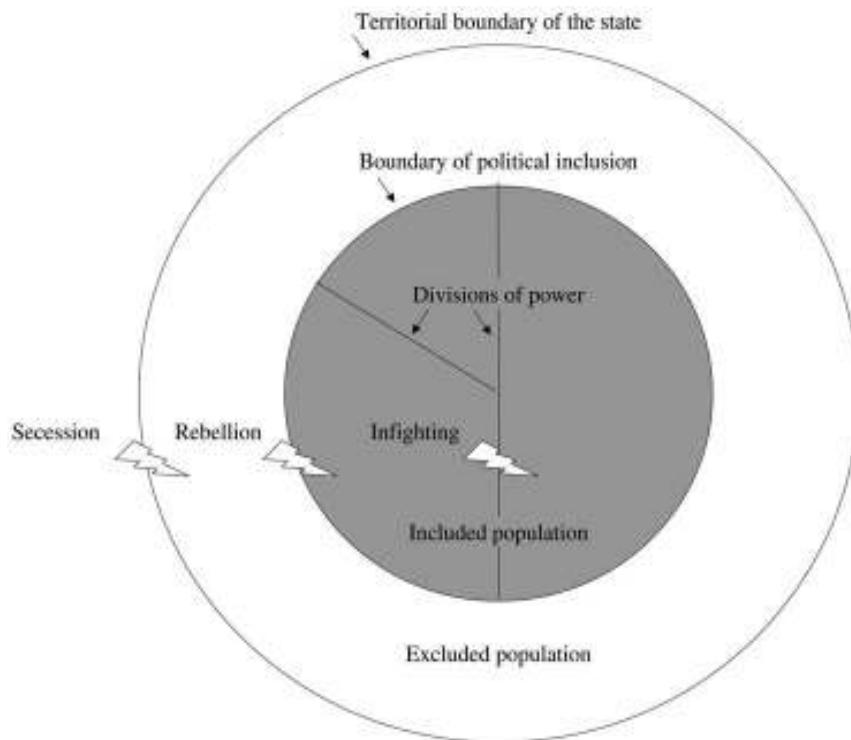 Territorial boundary of the state
Boundary of political inclusion
Divisions of power
Secession
Rebellion
Infighting
Included population
Excluded population